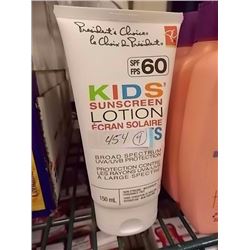 President's Choice
le Choix du Président
PC
SPF
FPS 60
KIDS'
SUNSCREEN
LOTION
ÉCRAN SOLAIRE
454
BROAD SPECTRUM
UVA/UVB PROTECTION
PROTECTION CONTRE
LES RAYONS UVA/UVB
À LARGE SPECTRE
150 mL